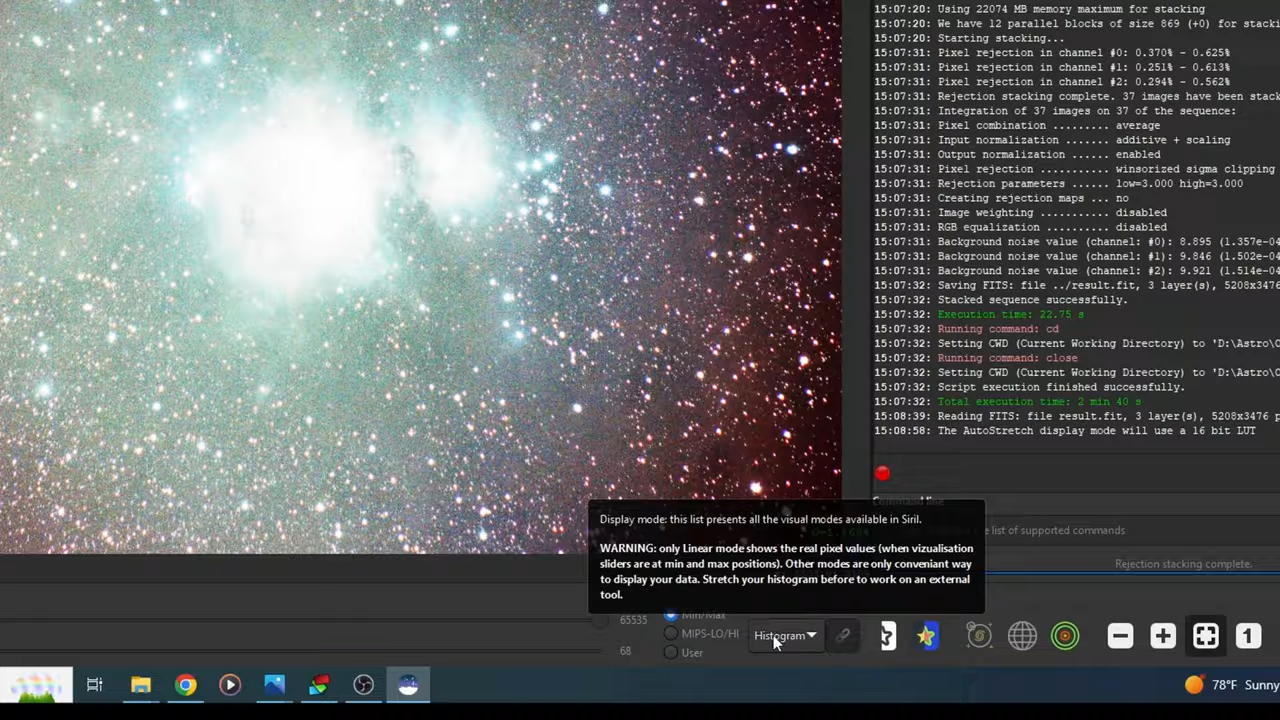 15:07:20: Using 22074 MB memory maximum for stacking
15:07:20: We have 12 parallel blocks of size 869 (+0) for
15:07:20: Starting stacking...
15:07:31: Pixel rejection in channel #0: 0.370% - 0.625%
15:07:31: Pixel rejection in channel #1: 0.251% - 0.613%
15:07:31: Pixel rejection in channel #2: 0.294% - 0.562%
15:07:31: Rejection stacking complete. 37 images have been
15:07:31: Integration of 37 images on 37 of the sequence:
15:07:31: Pixel combination ......... average
15:07:31: Input normalization ....... additive + scaling
15:07:31: Output normalization ...... enabled
15:07:31: Pixel rejection ........... winsorized sigma clipping
15:07:31: Rejection parameters ...... low=3.000 high=3.000
15:07:31: Creating rejection maps ... no
15:07:31: Image weighting ........... disabled
15:07:31: RGB equalization .......... disabled
15:07:31: Background noise value (channel: #0): 8.895 (1.357e-04
15:07:31: Background noise value (channel: #1): 9.846 (1.502e-04
15:07:31: Background noise value (channel: #2): 9.921 (1.514e-04
15:07:32: Saving FITS: file ../result.fit, 3 layer(s), 5208x3476
15:07:32: Stacked sequence successfully.
15:07:32: Execution time: 22.75 s
15:07:32: Running command: cd
15:07:32: Setting CWD (Current Working Directory) to 'D:\Astro\
15:07:32: Running command: close
15:07:32: Setting CWD (Current Working Directory) to 'D:\Astro\
15:07:32: Script execution finished successfully.
15:07:32: Total execution time: 2 min 40 s
15:08:39: Reading FITS: file result.fit, 3 layer(s), 5208x3476
15:08:58: The AutoStretch display mode will use a 16 bit LUT
Command line
Display mode: this list presents all the visual modes available in Siril.
WARNING: only Linear mode shows the real pixel values (when vizualisation
sliders are at min and max positions). Other modes are only conveniant way
to display your data. Stretch your histogram before to work on an external
tool.
list of supported commands
Rejection stacking complete.
65535
Min/Max
MIPS-LO/HI
68
User
Histogram
1
78°F Sunny